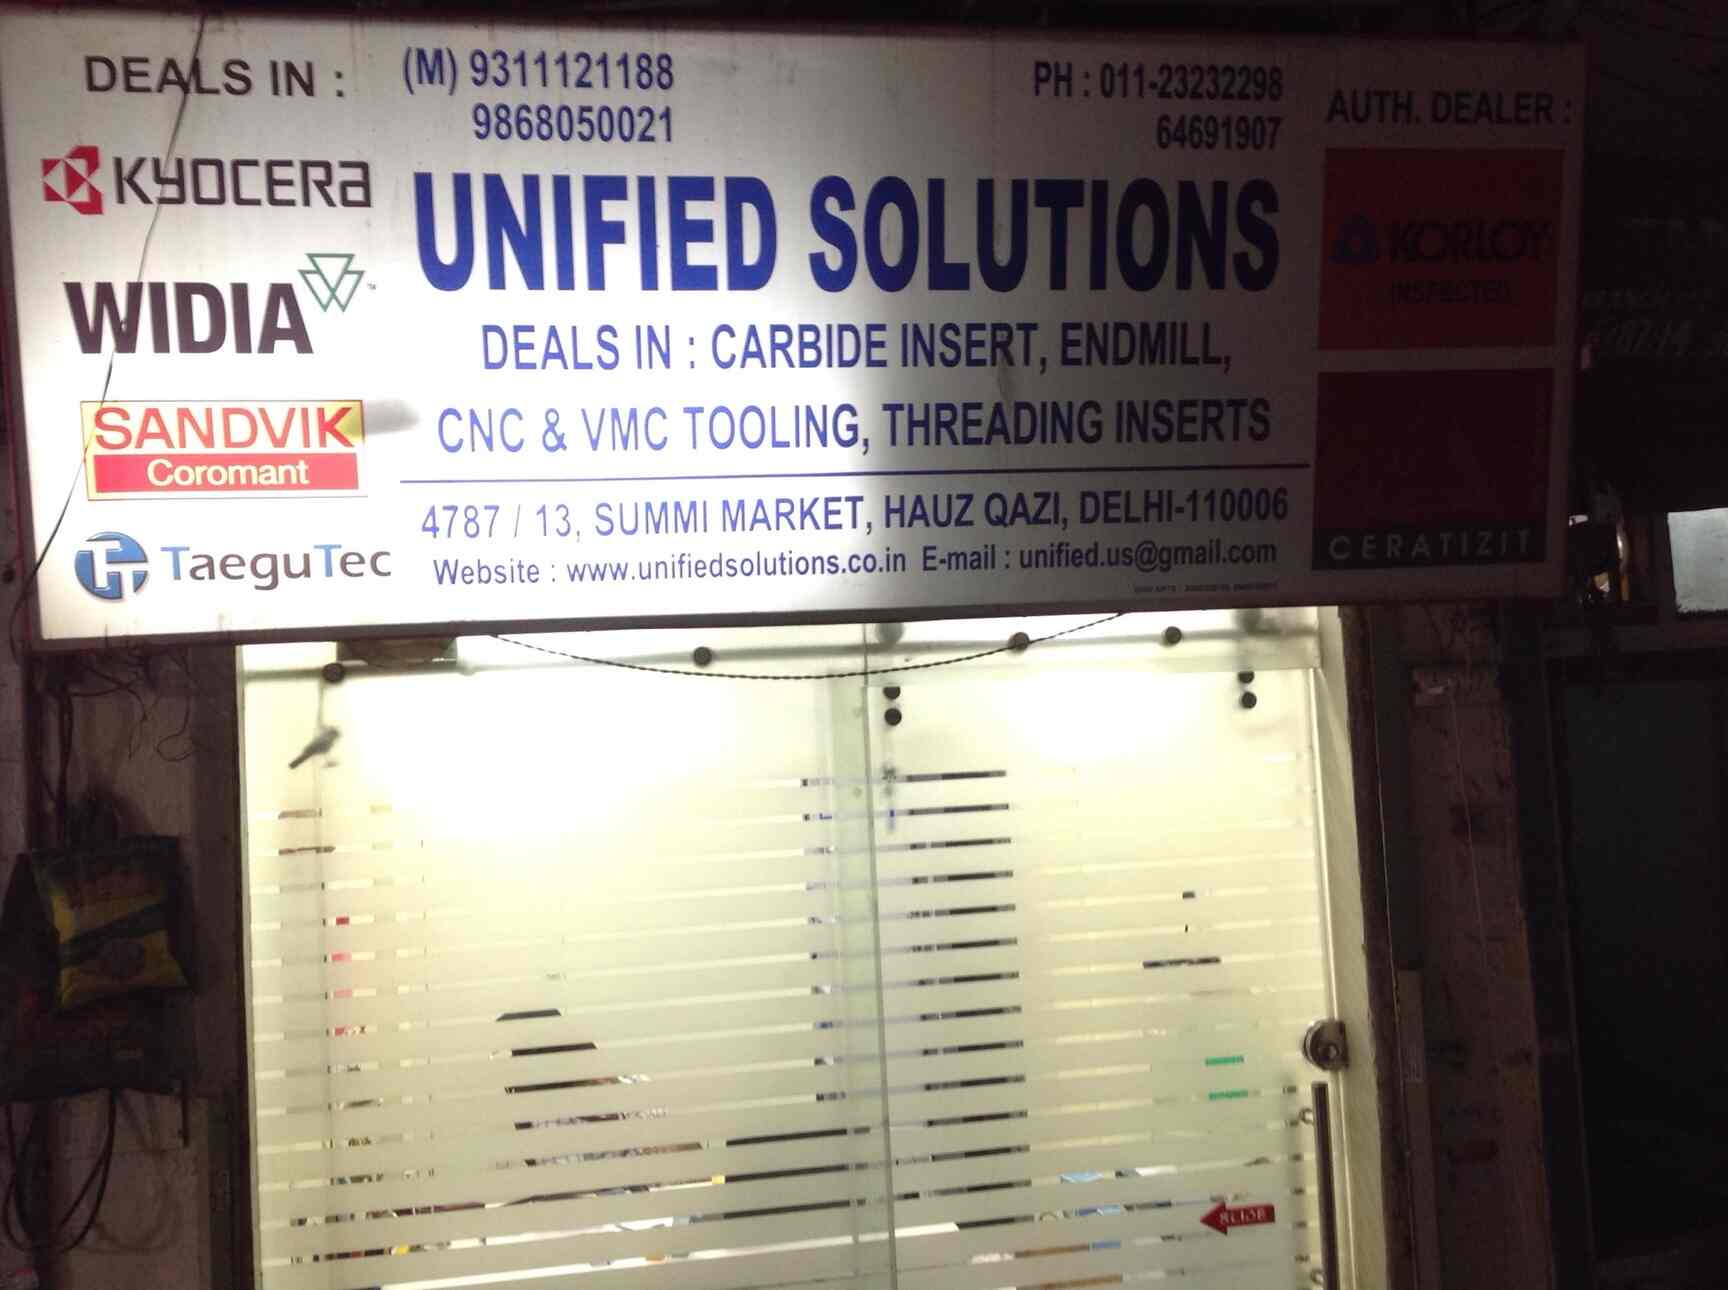 DEALS IN :
KYOCERA
WIDIA
SANDVIK
Coromant
TaeguTec
(M) 9311121188
9868050021
PH : 011-23232298
64691907
UNIFIED SOLUTIONS
DEALS IN : CARBIDE INSERT, ENDMILL,
CNC & VMC TOOLING, THREADING INSERTS
4787 / 13, SUMMI MARKET, HAUZ QAZI, DELHI-110006
Website : www.unifiedsolutions.co.in E-mail : unified.us@gmail.com
AUTH. DEALER :
KORLOY
INSPECTED
CERATIZIT
SLIDE